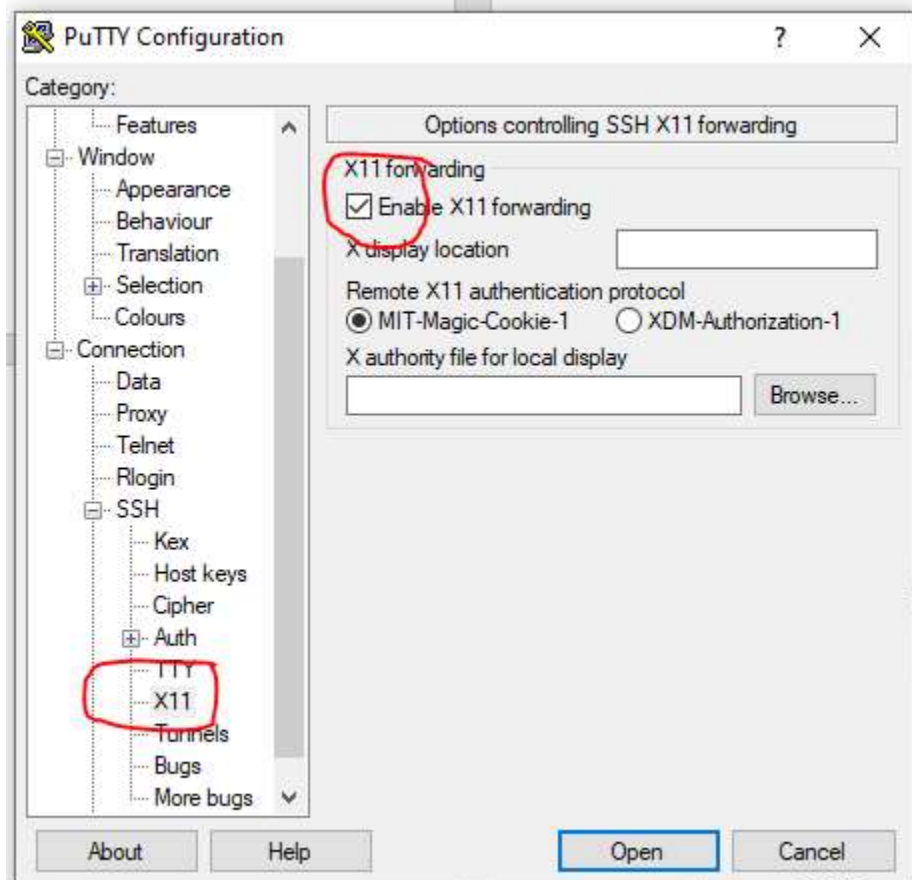 PuTTY Configuration
?
Category:
Features
Window
Appearance
Behaviour
Translation
Selection
Colours
Connection
Data
Proxy
Telnet
Rlogin
SSH
Kex
Host keys
Cipher
Auth
TTY
X11
Tunnels
Bugs
More bugs
Options controlling SSH X11 forwarding
X11 forwarding
Enable X11 forwarding
X display location
Remote X11 authentication protocol
MIT-Magic-Cookie-1 XDM-Authorization-1
X authority file for local display
Browse...
About Help Open Cancel